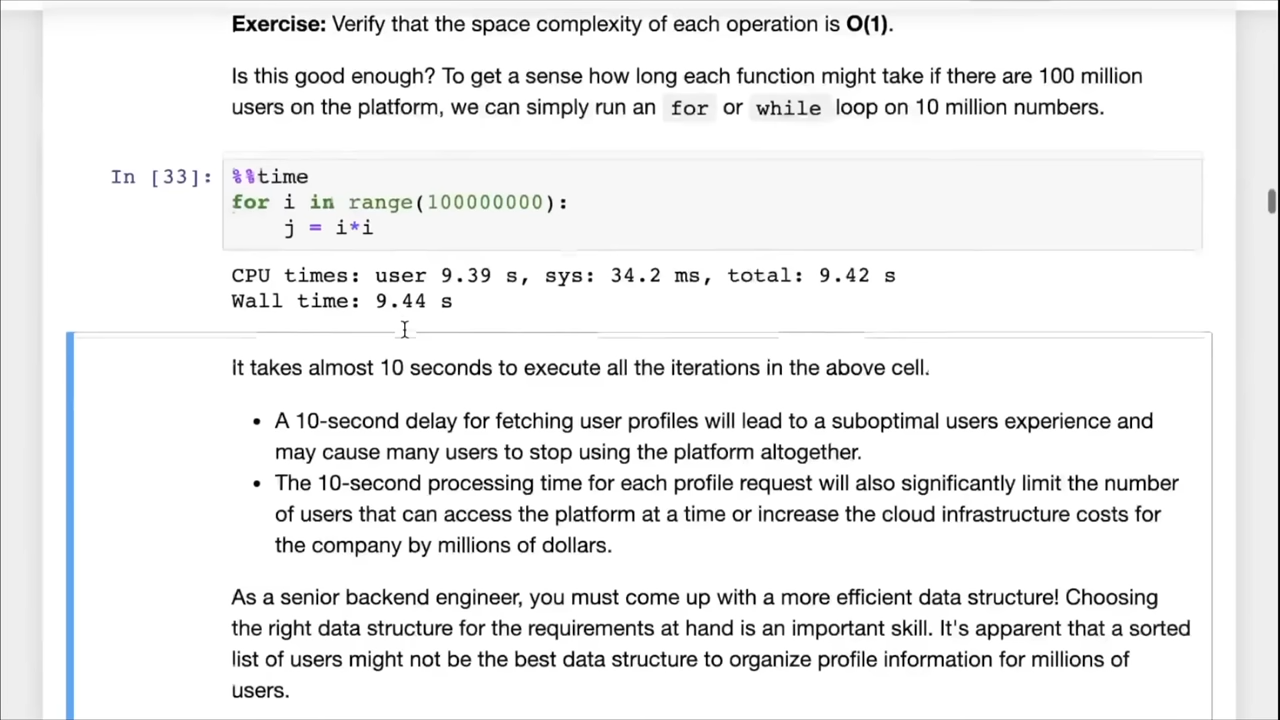 Exercise: Verify that the space complexity of each operation is O(1).
Is this good enough? To get a sense how long each function might take if there are 100 million
users on the platform, we can simply run an for or while loop on 10 million numbers.
In [33]: %%time
for i in range(100000000):
    j = i*i
CPU times: user 9.39 s, sys: 34.2 ms, total: 9.42 s
Wall time: 9.44 s
It takes almost 10 seconds to execute all the iterations in the above cell.
• A 10-second delay for fetching user profiles will lead to a suboptimal users experience and
may cause many users to stop using the platform altogether.
• The 10-second processing time for each profile request will also significantly limit the number
of users that can access the platform at a time or increase the cloud infrastructure costs for
the company by millions of dollars.
As a senior backend engineer, you must come up with a more efficient data structure! Choosing
the right data structure for the requirements at hand is an important skill. It's apparent that a sorted
list of users might not be the best data structure to organize profile information for millions of
users.